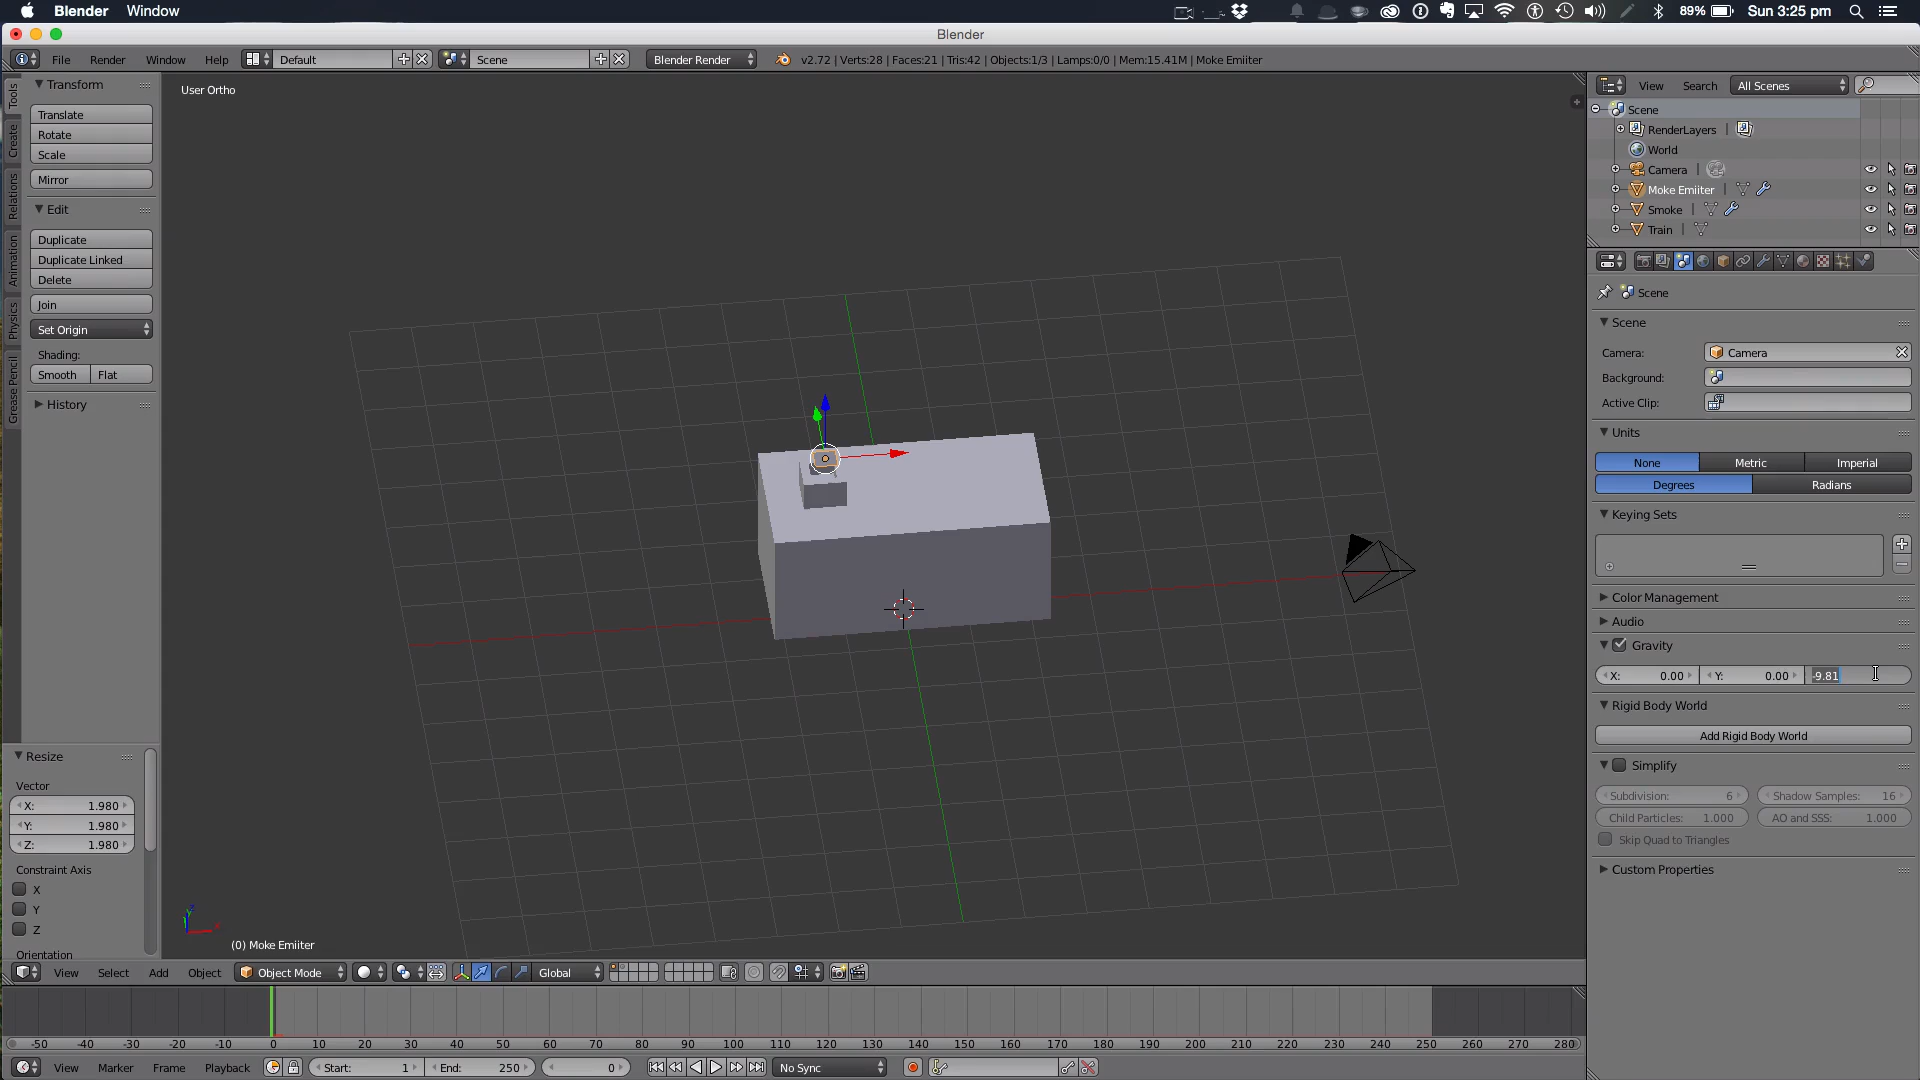 Blender Window
89% Sun 3:25 pm
Blender
File Render Window Help Default Scene Blender Render v2.72 | Verts:28 | Faces:21 | Tris:42 | Objects:1/3 | Lamps:0/0 | Mem:15.41M | Moke Emiiter
Tools
Create
Relations
Animation
Physics
Grease Pencil
Transform
Translate
Rotate
Scale
Mirror
Edit
Duplicate
Duplicate Linked
Delete
Join
Set Origin
Shading:
Smooth Flat
History
Resize
Vector
X: 1.980
Y: 1.980
Z: 1.980
Constraint Axis
X
Y
Z
Orientation
User Ortho
(0) Moke Emiiter
View Select Add Object Object Mode Global
-50 -40 -30 -20 -10 0 10 20 30 40 50 60 70 80 90 100 110 120 130 140 150 160 170 180 190 200 210 220 230 240 250 260 270 280
View Marker Frame Playback Start: 1 End: 250 0 No Sync
View Search All Scenes
Scene
RenderLayers |
World
Camera |
Moke Emiiter |
Smoke |
Train |
Scene
Scene
Camera: Camera
Background:
Active Clip:
Units
None Metric Imperial
Degrees Radians
Keying Sets
Color Management
Audio
Gravity
X: 0.00 Y: 0.00 -9.81
Rigid Body World
Add Rigid Body World
Simplify
Subdivision: 6 Shadow Samples: 16
Child Particles: 1.000 AO and SSS: 1.000
Skip Quad to Triangles
Custom Properties